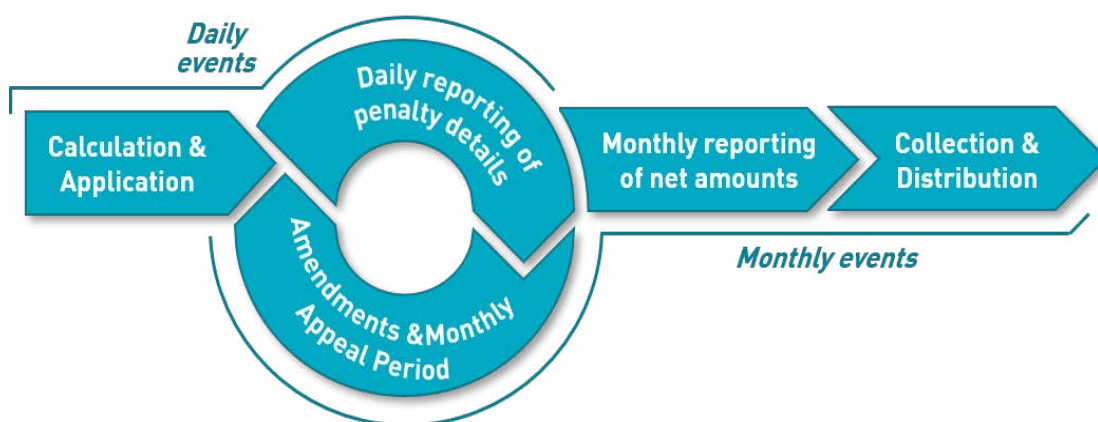 Daily
events
Calculation &
Application
Daily reporting of
penalty details
Amendments &Monthly
Appeal Period
Monthly reporting
of net amounts
Collection &
Distribution
Monthly events